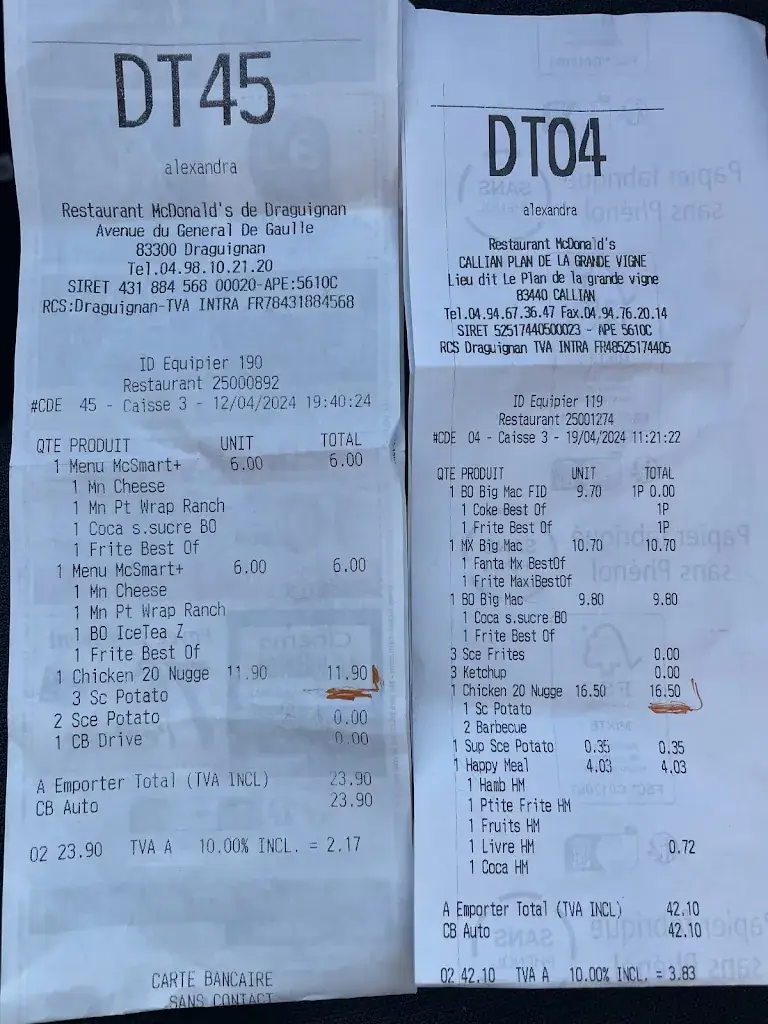 DT45
alexandra
Restaurant McDonald's de Draguignan
Avenue du General De Gaulle
83300 Draguignan
Tel.04.98.10.21.20
SIRET 431 884 568 00020-APE:5610C
RCS:Draguignan-TVA INTRA FR78431884568
ID Equipier 190
Restaurant 25000892
#CDE 45 - Caisse 3 - 12/04/2024 19:40:24
QTE PRODUIT UNIT TOTAL
1 Menu McSmart+ 6.00 6.00
1 Mn Cheese
1 Mn Pt Wrap Ranch
1 Coca s.sucre BO
1 Frite Best Of
1 Menu McSmart+ 6.00 6.00
1 Mn Cheese
1 Mn Pt Wrap Ranch
1 BO IceTea Z
1 Frite Best Of
1 Chicken 20 Nugge 11.90 11.90
3 Sc Potato
2 Sce Potato 0.00
1 CB Drive 0.00
A Emporter Total (TVA INCL) 23.90
CB Auto 23.90
02 23.90 TVA A 10.00% INCL. = 2.17
CARTE BANCAIRE
SANS CONTACT
DT04
alexandra
Restaurant McDonald's
CALLIAN PLAN DE LA GRANDE VIGNE
Lieu dit Le Plan de la grande vigne
83440 CALLIAN
Tel.04.94.67.36.47 Fax.04.94.76.20.14
SIRET 52517440500023 - APE 5610C
RCS Draguignan TVA INTRA FR48525174405
ID Equipier 119
Restaurant 25001274
#CDE 04 - Caisse 3 - 19/04/2024 11:21:22
QTE PRODUIT UNIT TOTAL
1 BO Big Mac FID 9.70 1P 0.00
1 Coke Best Of 1P
1 Frite Best Of 1P
1 MX Big Mac 10.70 10.70
1 Fanta Mx BestOf
1 Frite MaxiBestOf
1 BO Big Mac 9.80 9.80
1 Coca s.sucre BO
1 Frite Best Of
3 Sce Frites 0.00
3 Ketchup 0.00
1 Chicken 20 Nugge 16.50 16.50
1 Sc Potato
2 Barbecue
1 Sup Sce Potato 0.35 0.35
1 Happy Meal 4.03 4.03
1 Hamb HM
1 Ptite Frite HM
1 Fruits HM
1 Livre HM 0.72
1 Coca HM
A Emporter Total (TVA INCL) 42.10
CB Auto 42.10
02 42.10 TVA A 10.00% INCL. = 3.83